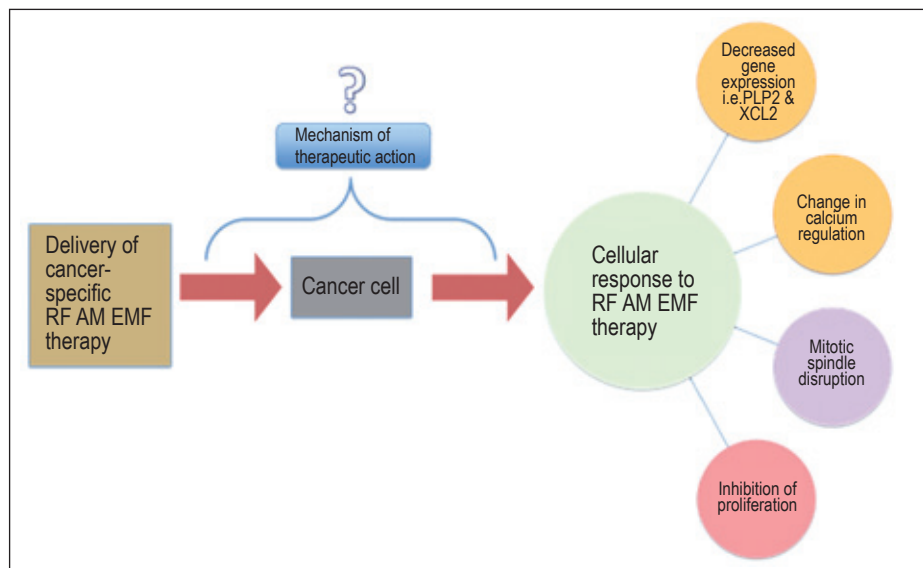 ?
Mechanism of
therapeutic action
Delivery of
cancer-
specific
RF AM EMF
therapy
Cancer cell
Cellular
response to
RF AM EMF
therapy
Decreased
gene
expression
i.e.PLP2 &
XCL2
Change in
calcium
regulation
Mitotic
spindle
disruption
Inhibition of
proliferation